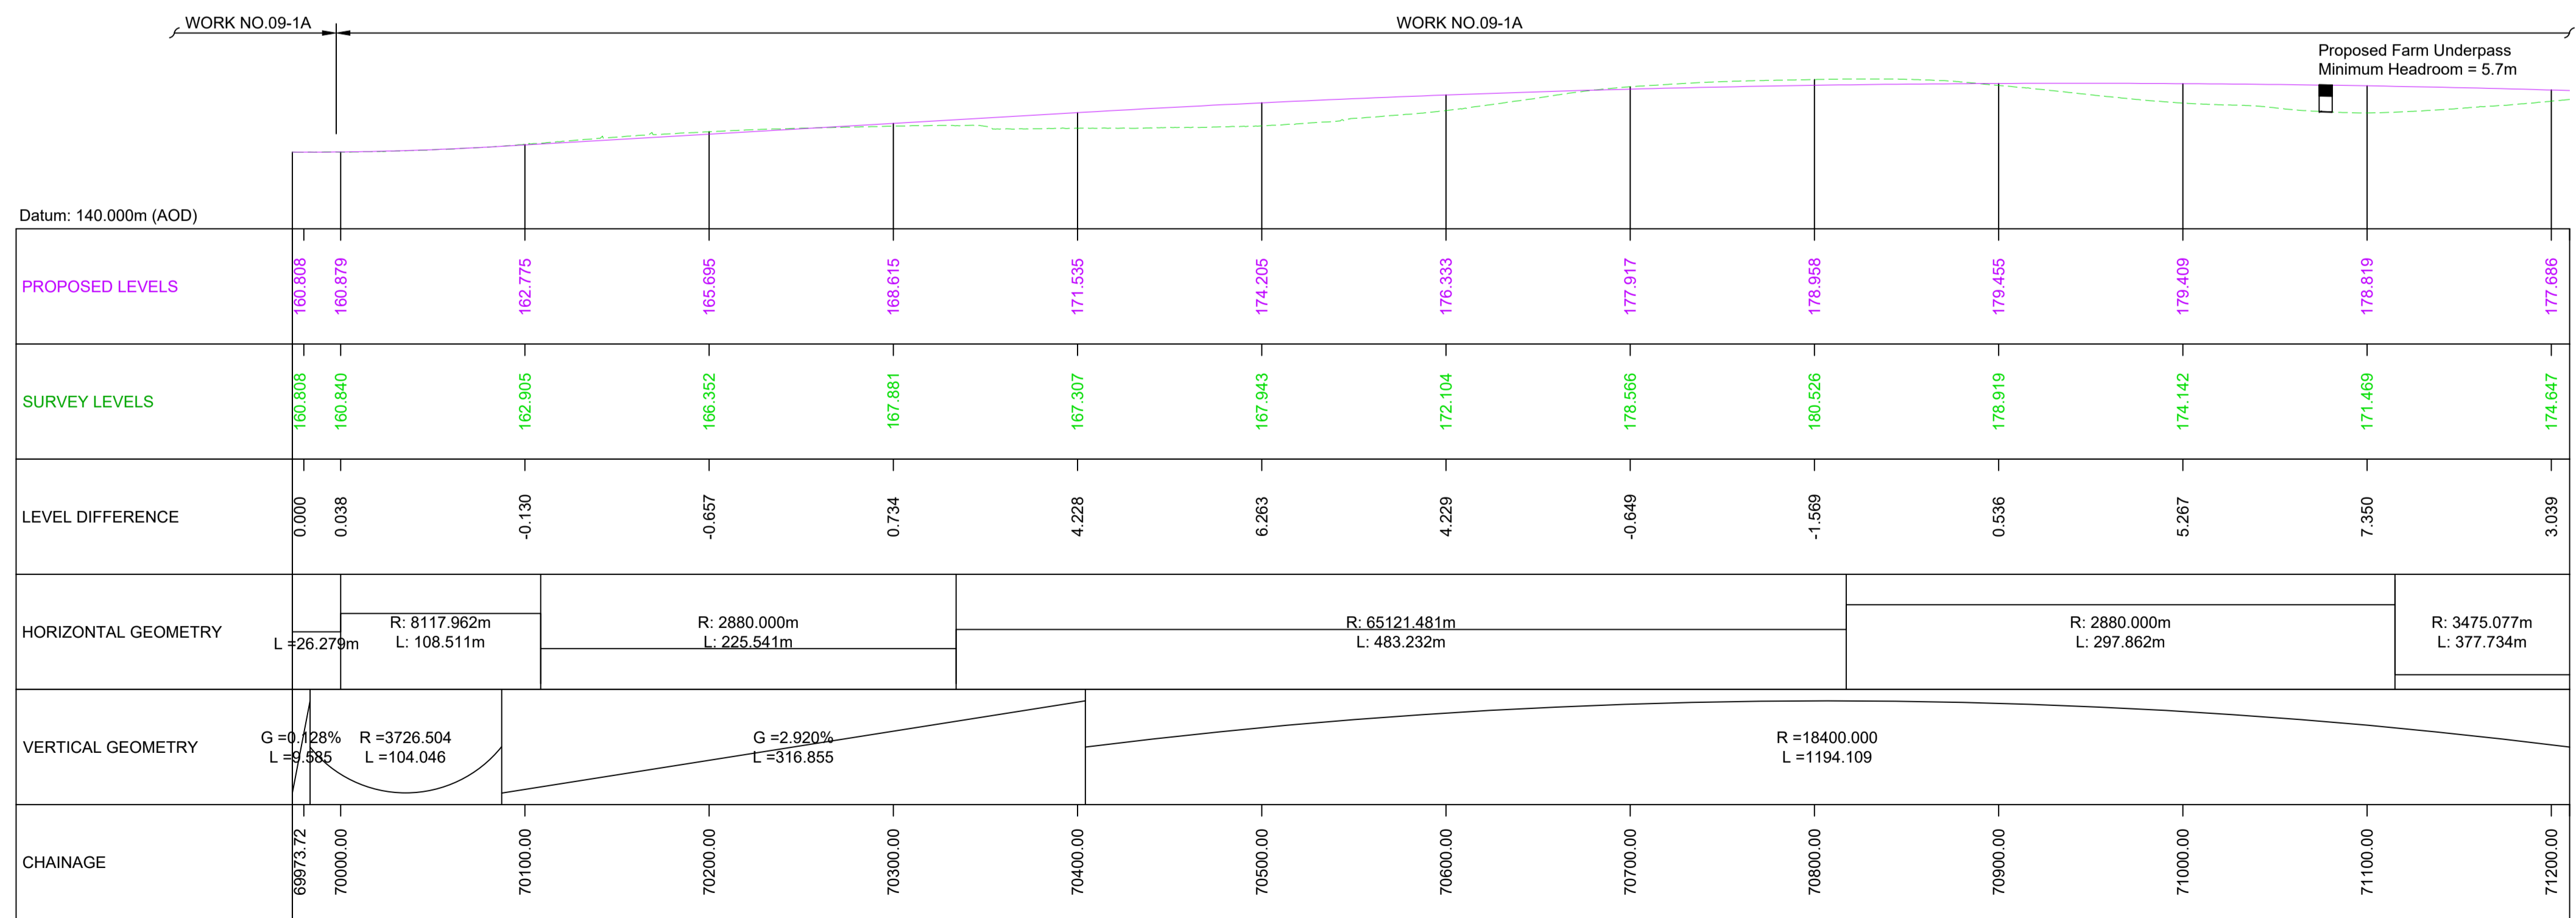 WORK NO.09-1A
WORK NO.09-1A
Proposed Farm Underpass
Minimum Headroom = 5.7m
Datum: 140.000m (AOD)
PROPOSED LEVELS
160.808
160.879
162.775
165.695
168.615
171.535
174.205
176.333
177.917
178.958
179.455
179.409
178.819
177.686
SURVEY LEVELS
160.808
160.840
162.905
166.352
167.881
167.307
167.943
172.104
178.566
180.526
178.919
174.142
171.469
174.647
LEVEL DIFFERENCE
0.000
0.038
-0.130
-0.657
0.734
4.228
6.263
4.229
-0.649
-1.569
0.536
5.267
7.350
3.039
HORIZONTAL GEOMETRY
L =26.279m
R: 8117.962m
L: 108.511m
R: 2880.000m
L: 225.541m
R: 65121.481m
L: 483.232m
R: 2880.000m
L: 297.862m
R: 3475.077m
L: 377.734m
VERTICAL GEOMETRY
G =0.128%
L =9.585
R =3726.504
L =104.046
G =2.920%
L =316.855
R =18400.000
L =1194.109
CHAINAGE
69973.72
70000.00
70100.00
70200.00
70300.00
70400.00
70500.00
70600.00
70700.00
70800.00
70900.00
71000.00
71100.00
71200.00